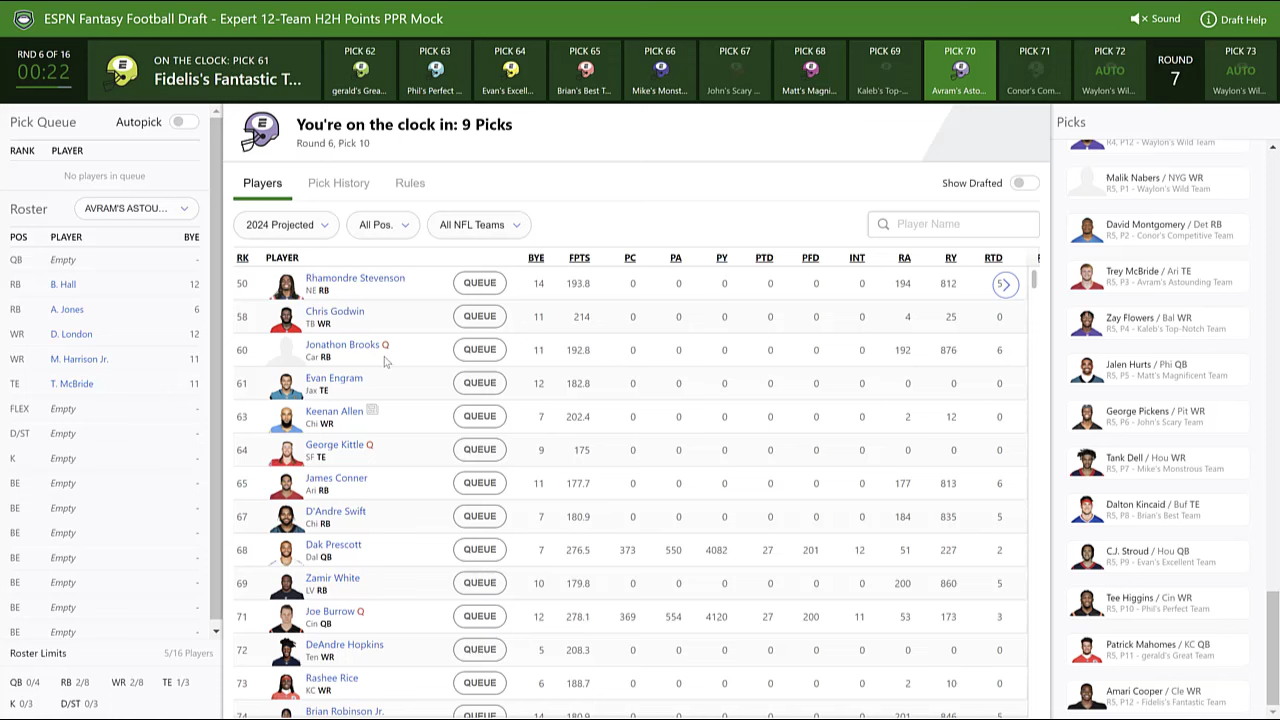 ESPN Fantasy Football Draft - Expert 12-Team H2H Points PPR Mock
Sound
Draft Help
RND 6 OF 16
00:22
ON THE CLOCK: PICK 61
Fidelis's Fantastic T...
PICK 62
gerald's Grea...
PICK 63
Phil's Perfect ...
PICK 64
Evan's Excell...
PICK 65
Brian's Best T...
PICK 66
Mike's Monst...
PICK 67
John's Scary ...
PICK 68
Matt's Magni...
PICK 69
Kaleb's Top-...
PICK 70
Avram's Asto...
PICK 71
Conor's Com...
PICK 72
AUTO
Waylon's Wil...
ROUND
7
PICK 73
AUTO
Waylon's Wil...
Pick Queue
Autopick
RANK PLAYER
No players in queue
Roster
AVRAM'S ASTOU...
POS PLAYER BYE
QB Empty -
RB B. Hall 12
RB A. Jones 6
WR D. London 12
WR M. Harrison Jr. 11
TE T. McBride 11
FLEX Empty -
D/ST Empty -
K Empty -
BE Empty -
BE Empty -
BE Empty -
BE Empty -
BE Empty -
BE Empty -
BE Empty -
Roster Limits 5/16 Players
QB 0/4 RB 2/8 WR 2/8 TE 1/3
K 0/3 D/ST 0/3
You're on the clock in: 9 Picks
Round 6, Pick 10
Players Pick History Rules
Show Drafted
2024 Projected All Pos. All NFL Teams
Player Name
RK PLAYER BYE FPTS PC PA PY PTD PFD INT RA RY RTD
50 Rhamondre Stevenson NE RB QUEUE 14 193.8 0 0 0 0 0 0 194 812 5
58 Chris Godwin TB WR QUEUE 11 214 0 0 0 0 0 0 4 25 0
60 Jonathon Brooks Q Car RB QUEUE 11 192.8 0 0 0 0 0 0 192 876 6
61 Evan Engram Jax TE QUEUE 12 182.8 0 0 0 0 0 0 0 0 0
63 Keenan Allen Chi WR QUEUE 7 202.4 0 0 0 0 0 0 2 12 0
64 George Kittle Q SF TE QUEUE 9 175 0 0 0 0 0 0 0 0 0
65 James Conner Ari RB QUEUE 11 177.7 0 0 0 0 0 0 177 813 6
67 D'Andre Swift Chi RB QUEUE 7 180.9 0 0 0 0 0 0 184 835 5
68 Dak Prescott Dal QB QUEUE 7 276.5 373 550 4082 27 201 12 51 227 2
69 Zamir White LV RB QUEUE 10 179.8 0 0 0 0 0 0 200 860 5
71 Joe Burrow Q Cin QB QUEUE 12 278.1 369 554 4120 27 200 11 53 173 2
72 DeAndre Hopkins Ten WR QUEUE 5 208.3 0 0 0 0 0 0 0 0 0
73 Rashee Rice KC WR QUEUE 6 188.7 0 0 0 0 0 0 2 10 0
74 Brian Robinson Jr. QUEUE 14 180.9 0 0 0 0 0 0 201 846 5
Picks
R4, P12 - Waylon's Wild Team
Malik Nabers / NYG WR
R5, P1 - Waylon's Wild Team
David Montgomery / Det RB
R5, P2 - Conor's Competitive Team
Trey McBride / Ari TE
R5, P3 - Avram's Astounding Team
Zay Flowers / Bal WR
R5, P4 - Kaleb's Top-Notch Team
Jalen Hurts / Phi QB
R5, P5 - Matt's Magnificent Team
George Pickens / Pit WR
R5, P6 - John's Scary Team
Tank Dell / Hou WR
R5, P7 - Mike's Monstrous Team
Dalton Kincaid / Buf TE
R5, P8 - Brian's Best Team
C.J. Stroud / Hou QB
R5, P9 - Evan's Excellent Team
Tee Higgins / Cin WR
R5, P10 - Phil's Perfect Team
Patrick Mahomes / KC QB
R5, P11 - gerald's Great Team
Amari Cooper / Cle WR
R5, P12 - Fidelis's Fantastic Team